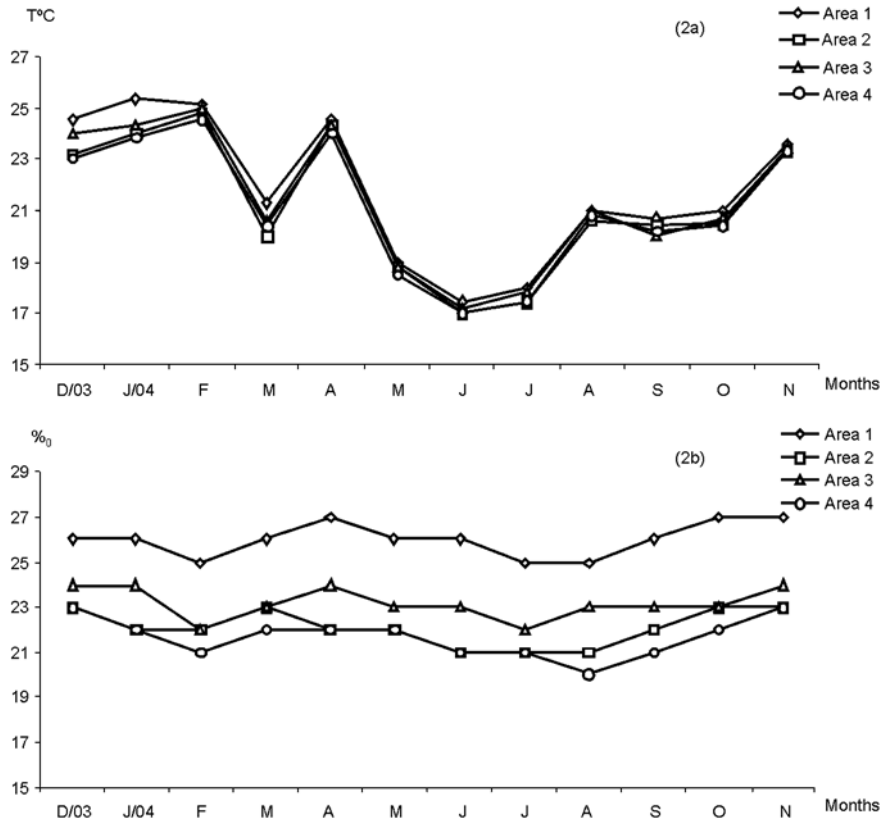 TºC
(2a)
Area 1
Area 2
Area 3
Area 4
27
25
23
21
19
17
15
D/03 J/04 F M A M J J A S O N Months
‰
(2b)
Area 1
Area 2
Area 3
Area 4
29
27
25
23
21
19
17
15
D/03 J/04 F M A M J J A S O N Months